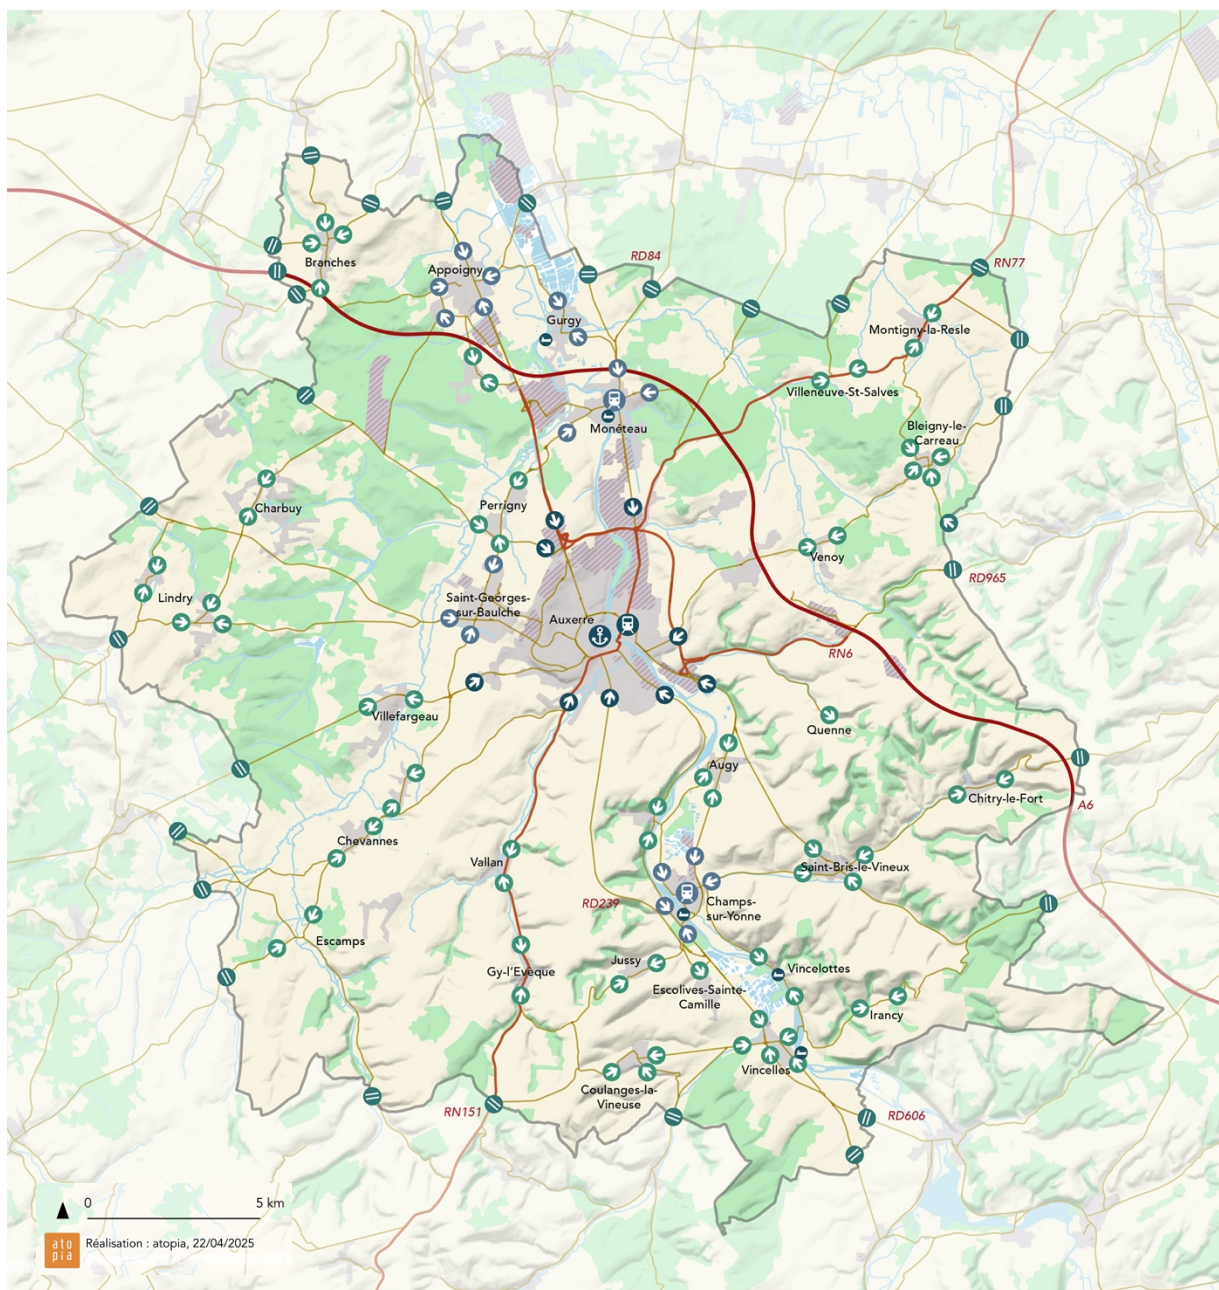 RD84
RN77
Branches
Appoigny
Gurgy
Montigny-la-Resle
Villeneuve-St-Salves
Monéteau
Bleigny-le-
Carreau
Charbuy
Perrigny
Venoy
RD965
Lindry
Saint-Georges-
sur-Baulche
Auxerre
RN6
Villefargeau
Quenne
Augy
Chitry-le-Fort
A6
Chevannes
Vallan
Saint-Bris-le-Vineux
RD239
Champs-
sur-Yonne
Escamps
Jussy
Vincelottes
Gy-l'Evèque
Escolives-Sainte-
Camille
Irancy
Vincelles
Coulanges-la-
Vineuse
RN151
RD606
0 5 km
ato
pia
Réalisation : atopia, 22/04/2025